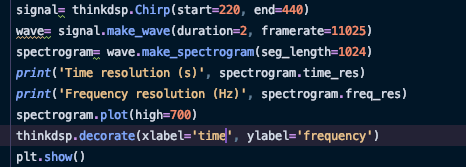 signal= thinkdsp.Chirp(start=220, end=440)
wave= signal.make_wave(duration=2, framerate=11025)
spectrogram= wave.make_spectrogram(seg_length=1024)
print('Time resolution (s)', spectrogram.time_res)
print('Frequency resolution (Hz)', spectrogram.freq_res)
spectrogram.plot(high=700)
thinkdsp.decorate(xlabel='time', ylabel='frequency')
plt.show()